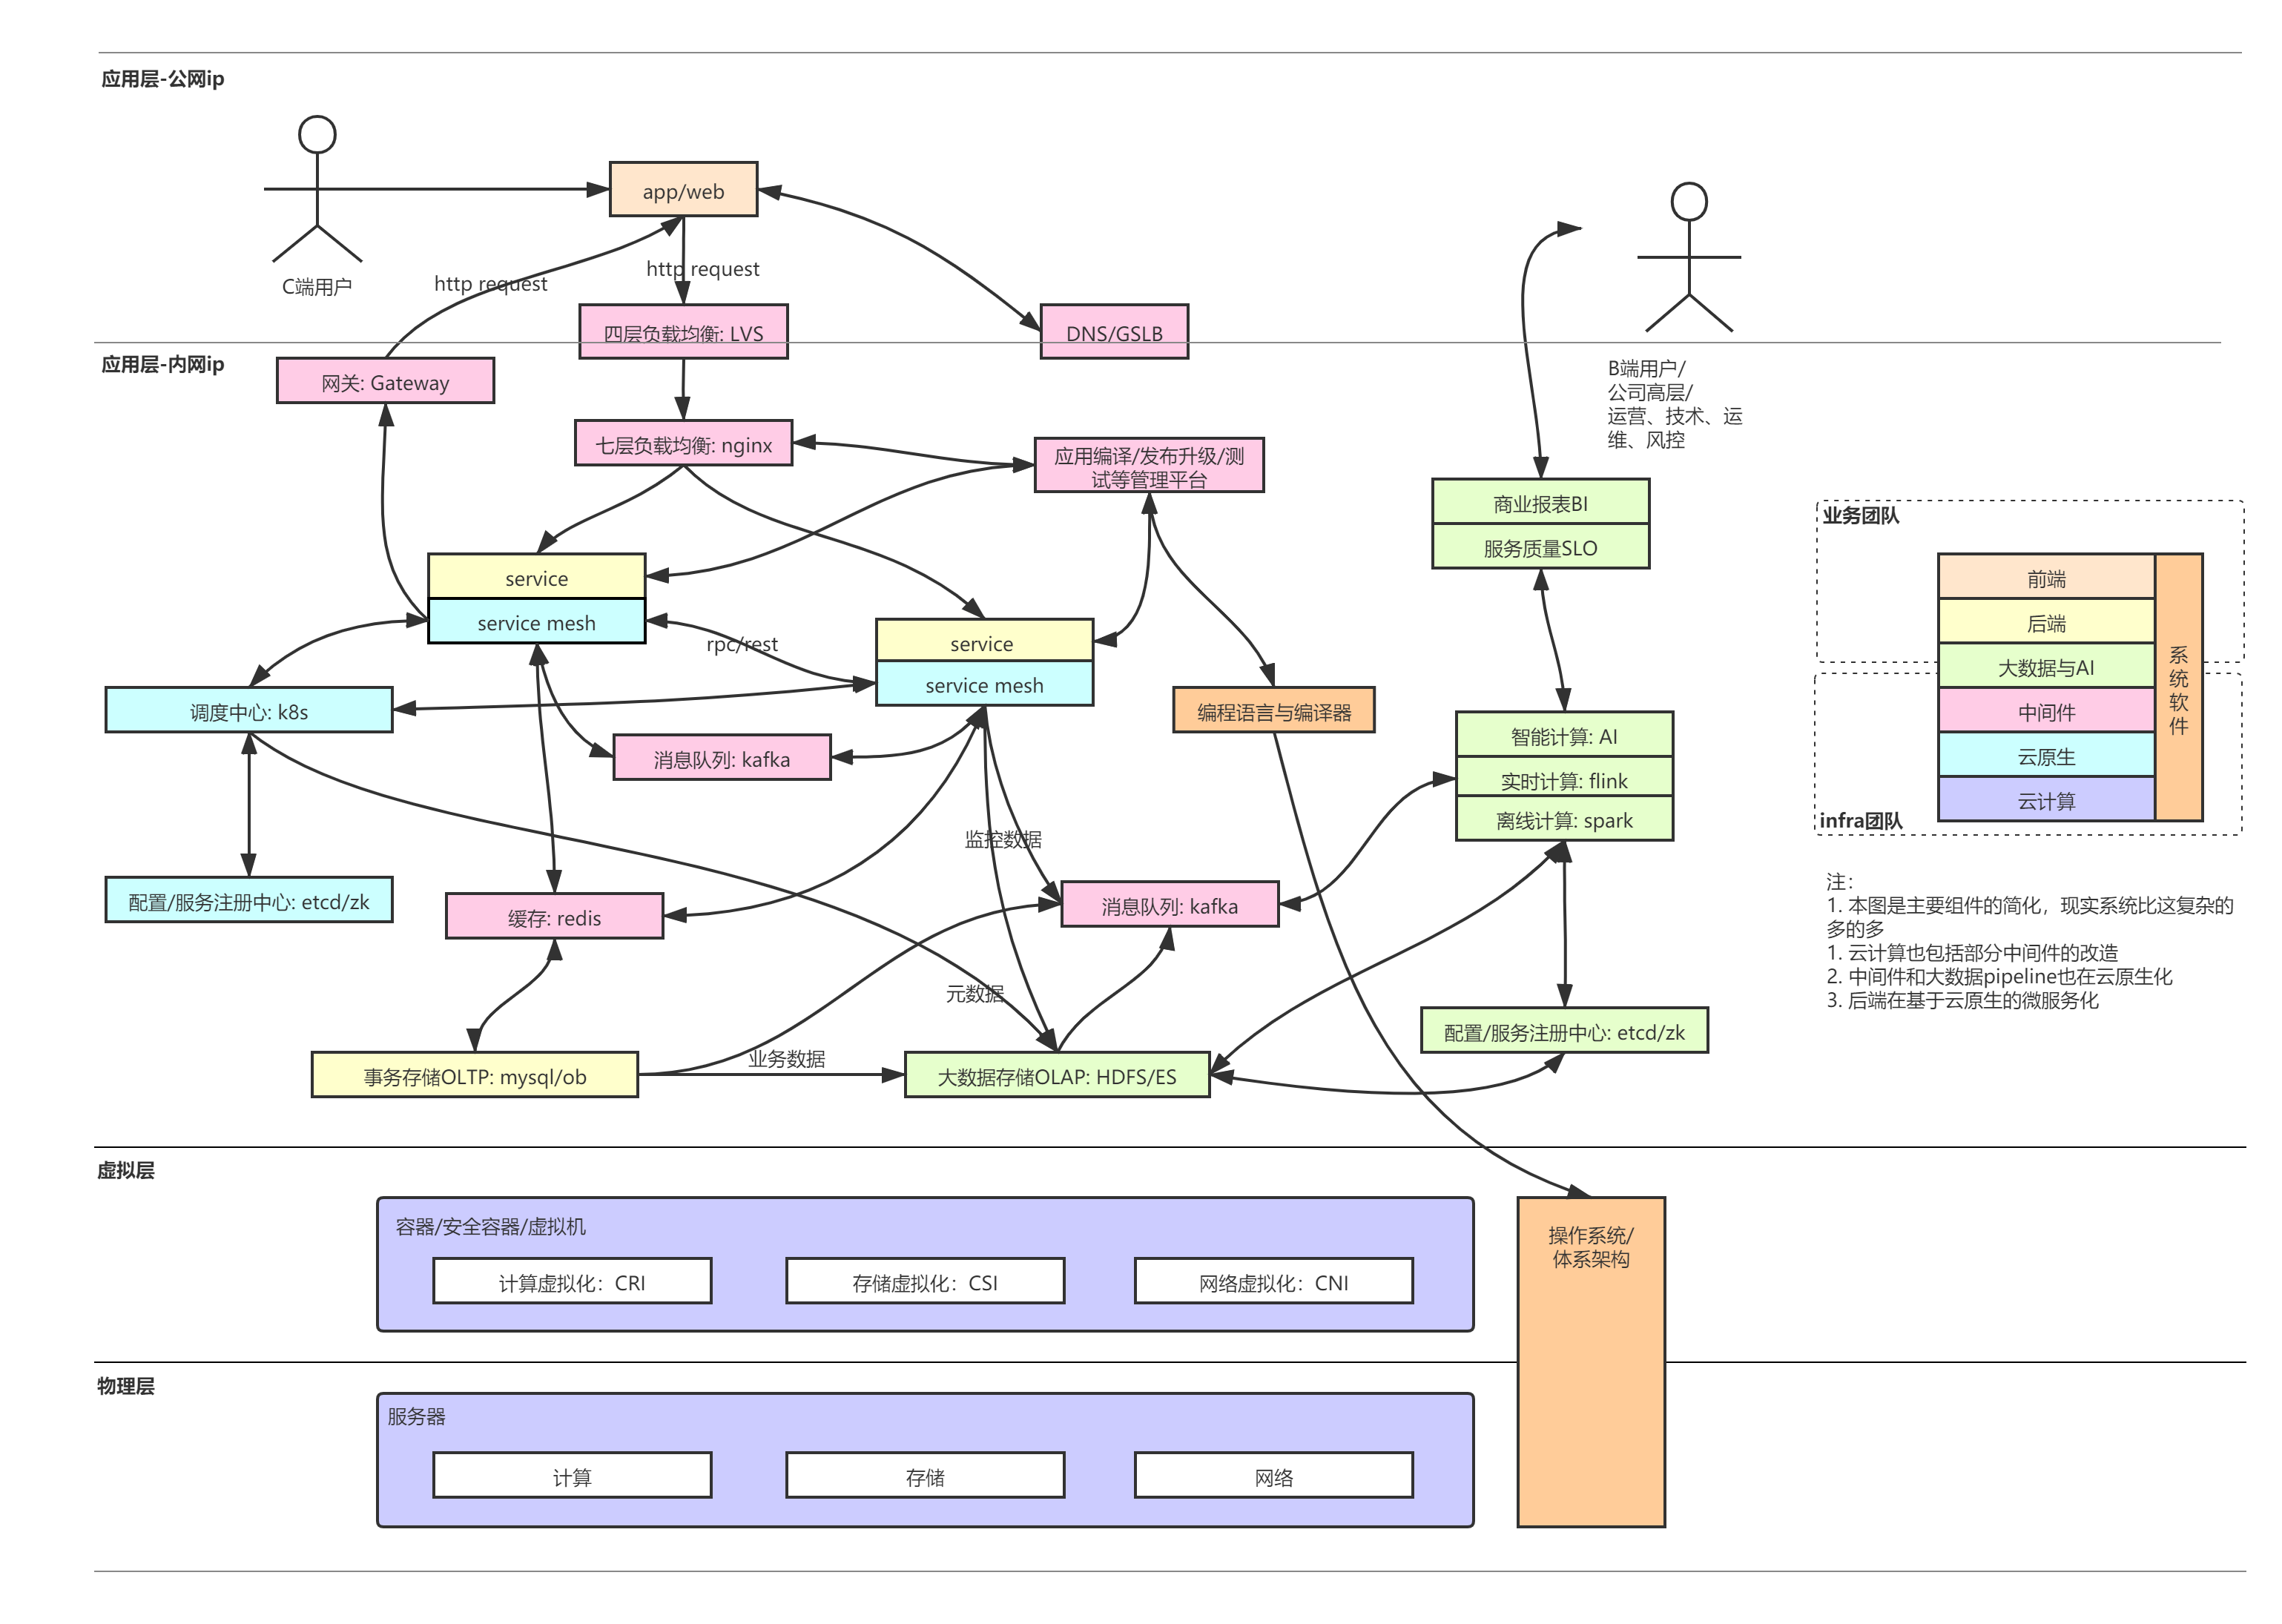 应用层-公网ip
app/web
http request
http request
C端用户
四层负载均衡: LVS
DNS/GSLB
应用层-内网ip
网关: Gateway
B端用户/
公司高层/
运营、技术、运
维、风控
七层负载均衡: nginx
应用编译/发布升级/测
试等管理平台
商业报表BI
服务质量SLO
业务团队
service
service mesh
rpc/rest
service
service mesh
前端
后端
大数据与AI
中间件
云原生
云计算
系
统
软
件
infra团队
调度中心: k8s
编程语言与编译器
消息队列: kafka
智能计算: AI
实时计算: flink
离线计算: spark
监控数据
配置/服务注册中心: etcd/zk
缓存: redis
消息队列: kafka
注：
1. 本图是主要组件的简化，现实系统比这复杂的
多的多
1. 云计算也包括部分中间件的改造
2. 中间件和大数据pipeline也在云原生化
3. 后端在基于云原生的微服务化
元数据
配置/服务注册中心: etcd/zk
业务数据
事务存储OLTP: mysql/ob
大数据存储OLAP: HDFS/ES
虚拟层
容器/安全容器/虚拟机
计算虚拟化：CRI
存储虚拟化：CSI
网络虚拟化：CNI
操作系统/
体系架构
物理层
服务器
计算
存储
网络